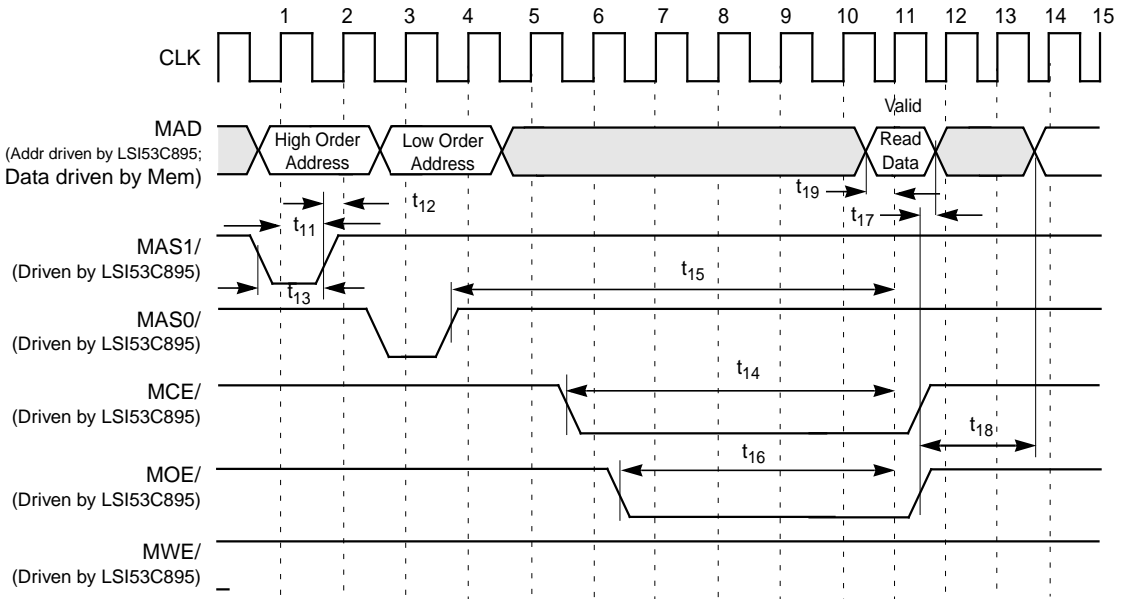 1 2 3 4 5 6 7 8 9 10 11 12 13 14 15
CLK
Valid
MAD
(Addr driven by LSI53C895;
Data driven by Mem)
High Order
Address
Low Order
Address
Read
Data
t19
t12
t17
t11
MAS1/
(Driven by LSI53C895)
t15
t13
MAS0/
(Driven by LSI53C895)
t14
MCE/
(Driven by LSI53C895)
t18
t16
MOE/
(Driven by LSI53C895)
MWE/
(Driven by LSI53C895)